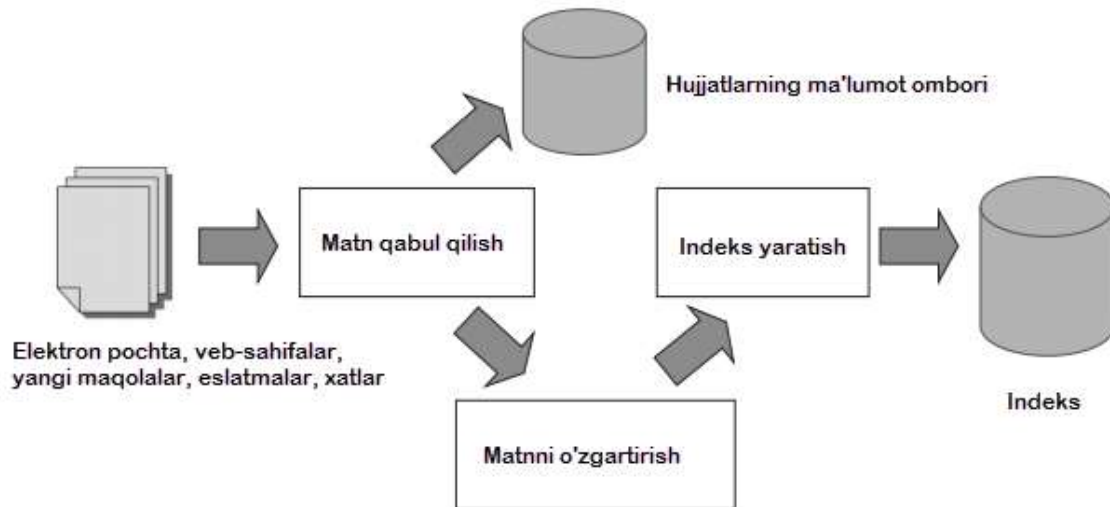 Hujjatlarning ma'lumot ombori
Matn qabul qilish
Indeks yaratish
Elektron pochta, veb-sahifalar,
yangi maqolalar, eslatmalar, xatlar
Indeks
Matnni o'zgartirish